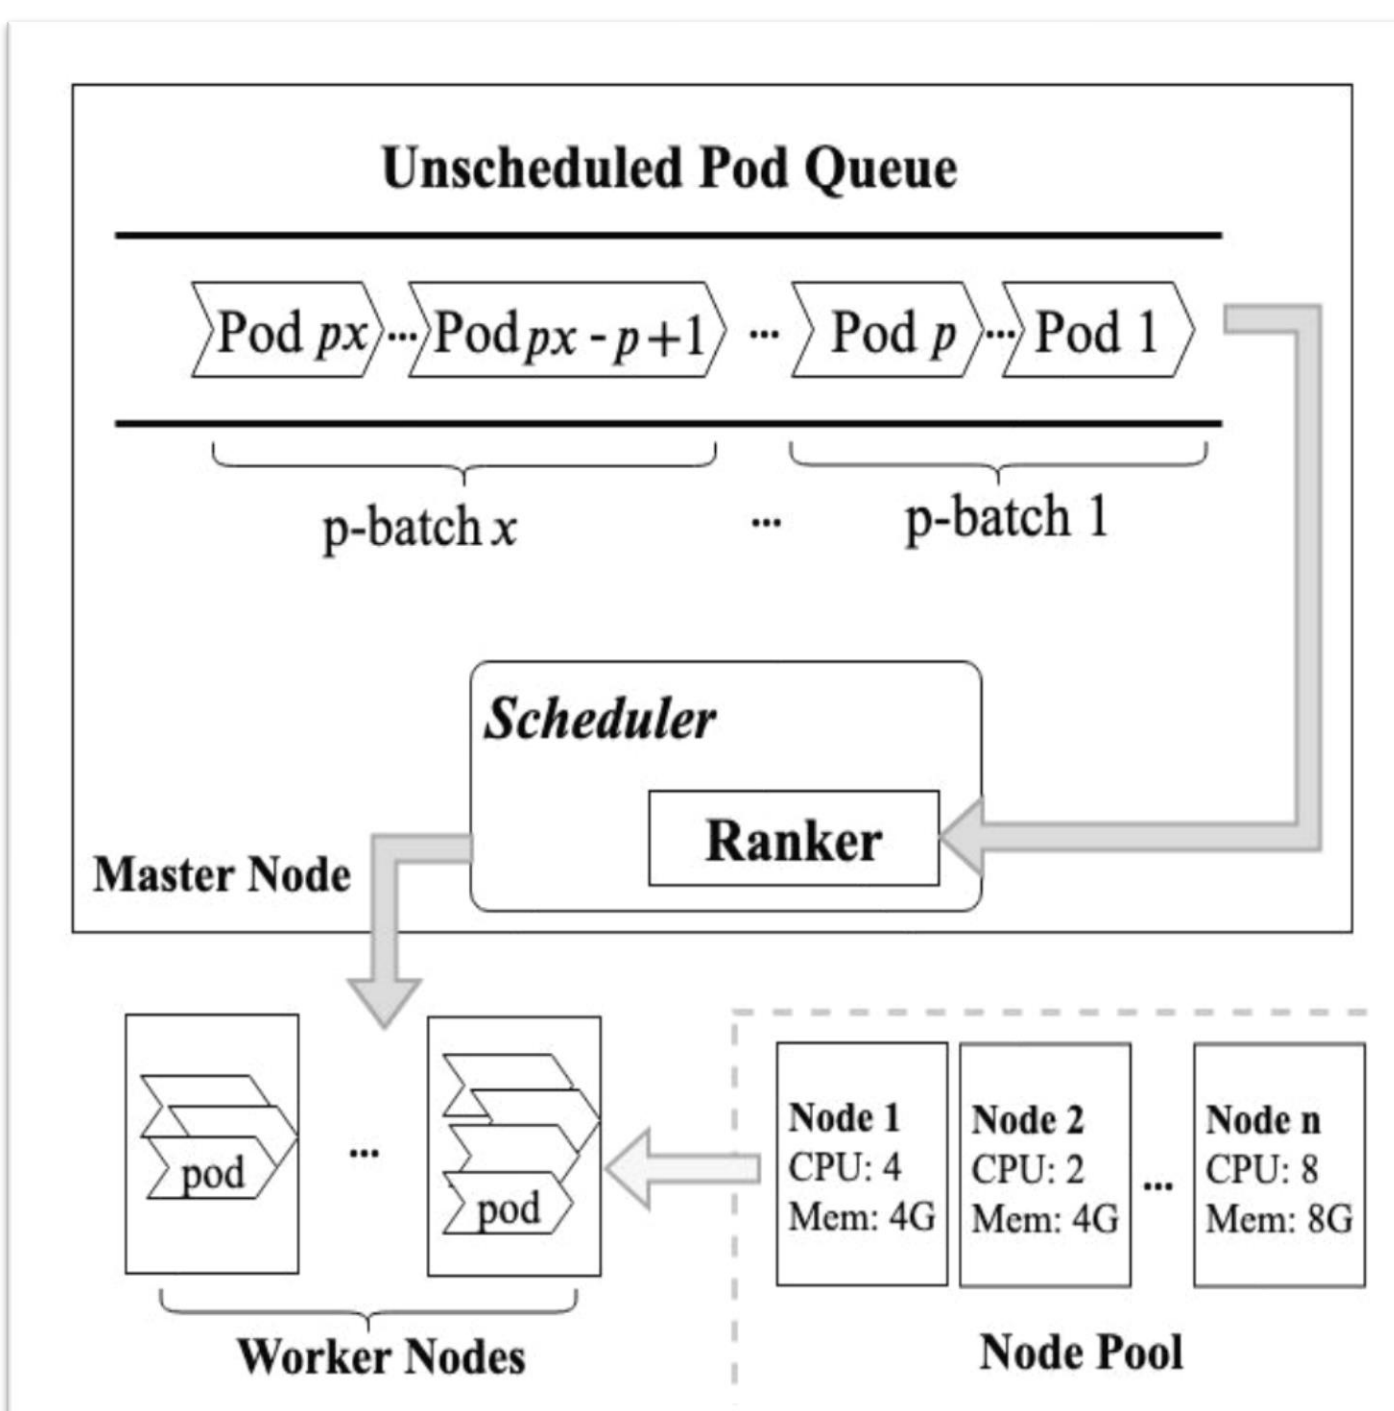 Unscheduled Pod Queue
Pod px ... Pod px - p+1 ... Pod p ... Pod 1
p-batch x ... p-batch 1
Scheduler
Ranker
Master Node
pod
...
pod
Worker Nodes
Node 1
CPU: 4
Mem: 4G
Node 2
CPU: 2
Mem: 4G
...
Node n
CPU: 8
Mem: 8G
Node Pool